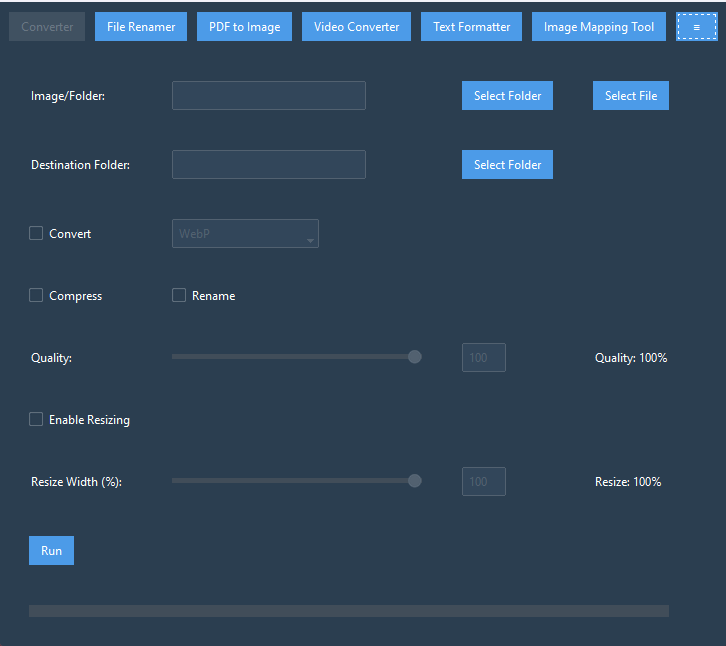 Converter File Renamer PDF to Image Video Converter Text Formatter Image Mapping Tool ≡
Image/Folder: Select Folder Select File
Destination Folder: Select Folder
Convert WebP
Compress Rename
Quality: 100 Quality: 100%
Enable Resizing
Resize Width (%): 100 Resize: 100%
Run